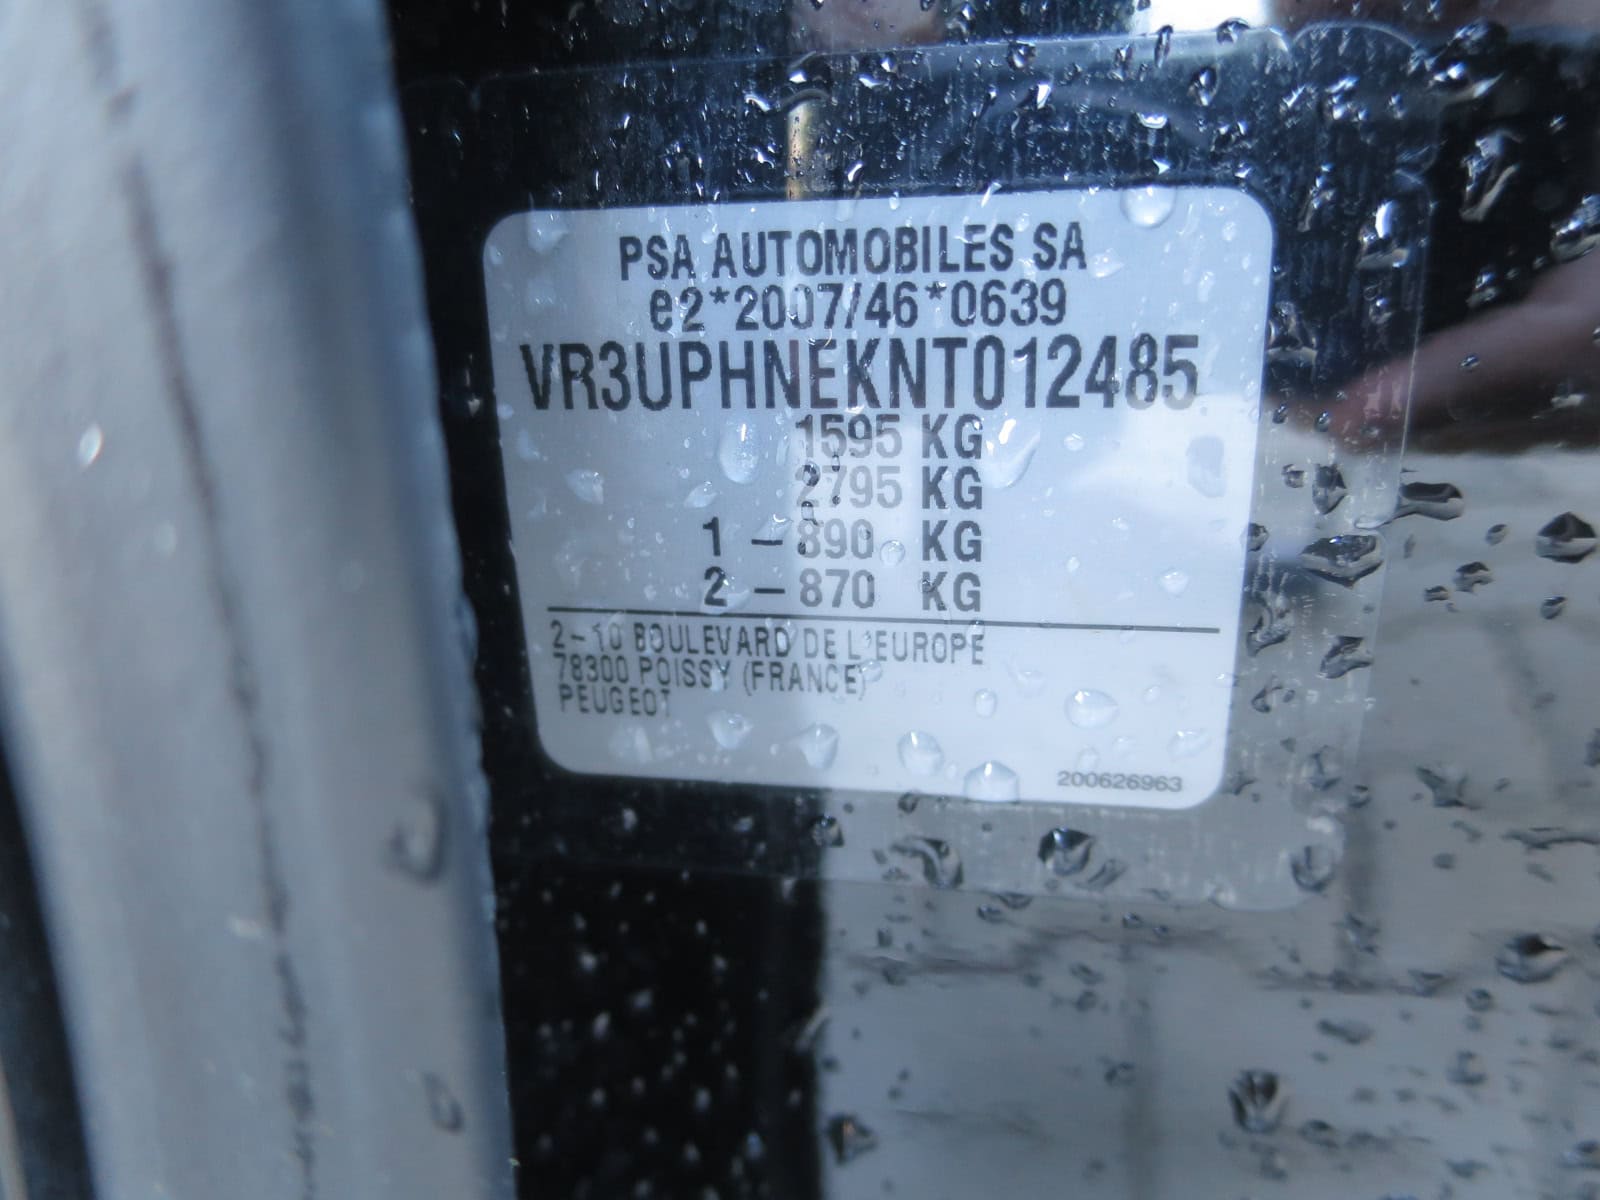 PSA AUTOMOBILES SA
e2*2007/46*0639
VR3UPHNEKNT012485
1595 KG
2795 KG
1 – 890 KG
2 – 870 KG
2-10 BOULEVARD DE L'EUROPE
78300 POISSY (FRANCE)
PEUGEOT
200626963